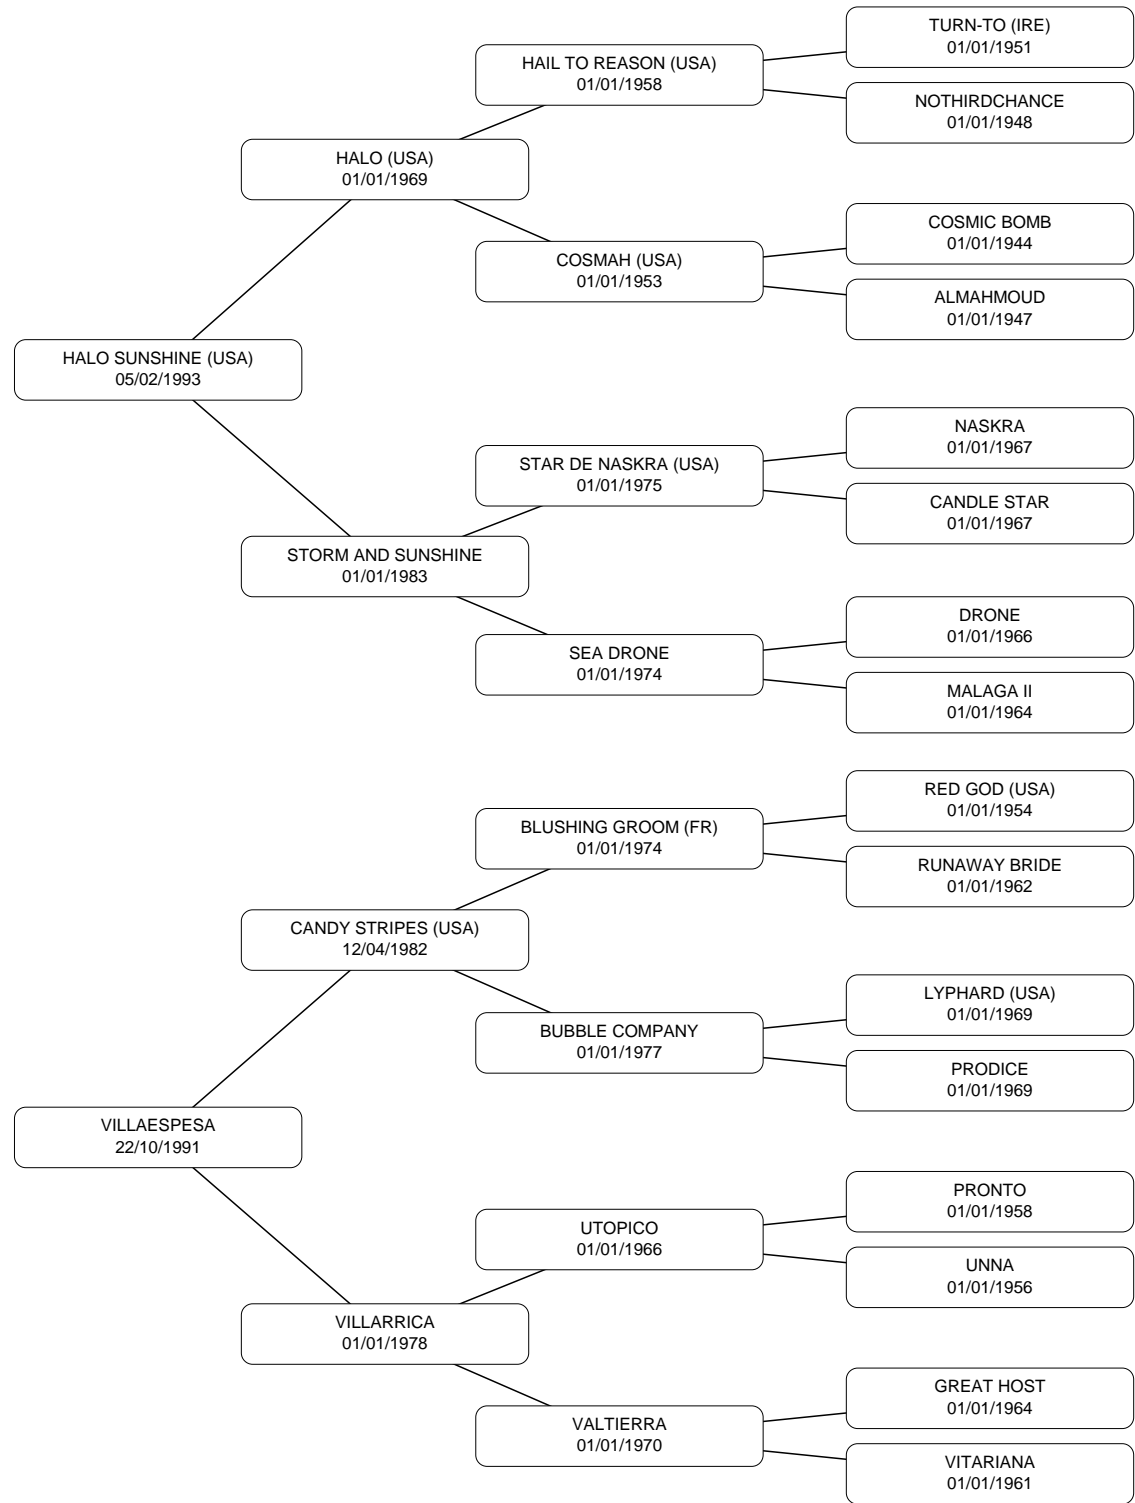 TURN-TO (IRE)
01/01/1951
HAIL TO REASON (USA)
01/01/1958
NOTHIRDCHANCE
01/01/1948
HALO (USA)
01/01/1969
COSMIC BOMB
01/01/1944
COSMAH (USA)
01/01/1953
ALMAHMOUD
01/01/1947
HALO SUNSHINE (USA)
05/02/1993
NASKRA
01/01/1967
STAR DE NASKRA (USA)
01/01/1975
CANDLE STAR
01/01/1967
STORM AND SUNSHINE
01/01/1983
DRONE
01/01/1966
SEA DRONE
01/01/1974
MALAGA II
01/01/1964
RED GOD (USA)
01/01/1954
BLUSHING GROOM (FR)
01/01/1974
RUNAWAY BRIDE
01/01/1962
CANDY STRIPES (USA)
12/04/1982
LYPHARD (USA)
01/01/1969
BUBBLE COMPANY
01/01/1977
PRODICE
01/01/1969
VILLAESPESA
22/10/1991
PRONTO
01/01/1958
UTOPICO
01/01/1966
UNNA
01/01/1956
VILLARRICA
01/01/1978
GREAT HOST
01/01/1964
VALTIERRA
01/01/1970
VITARIANA
01/01/1961